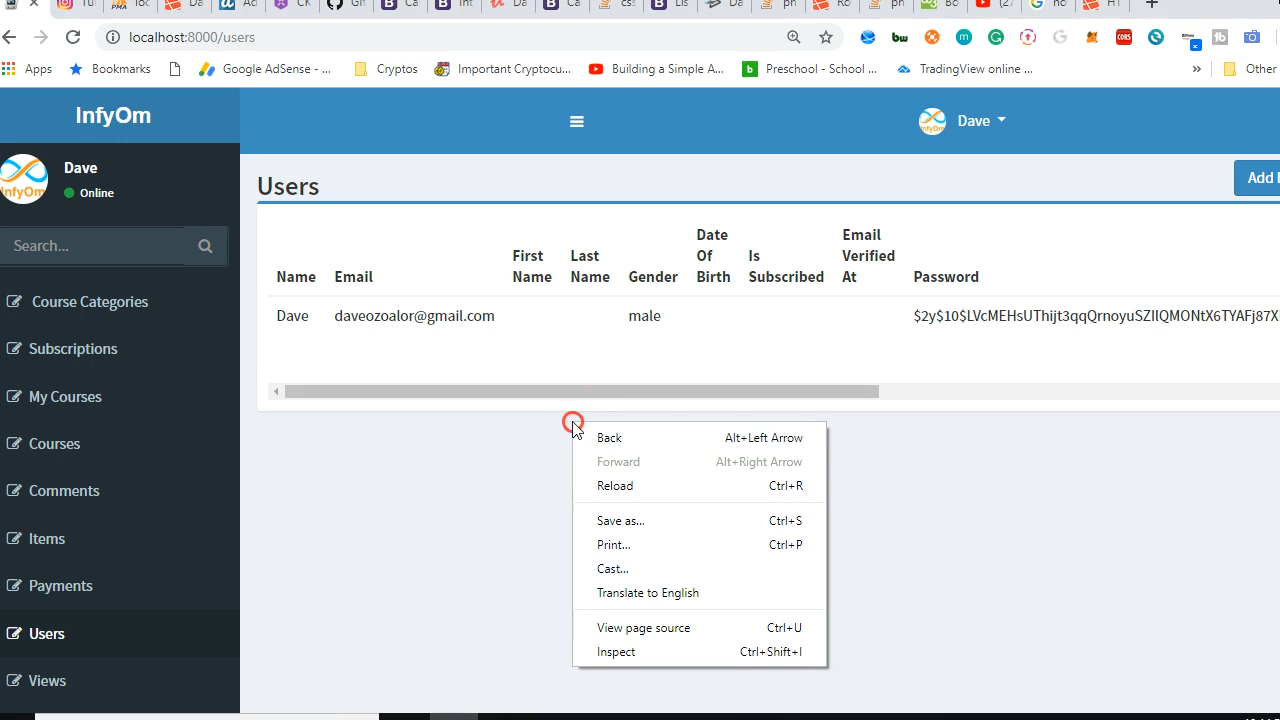 localhost:8000/users
Apps Bookmarks Google AdSense - ... Cryptos Important Cryptocu... Building a Simple A... Preschool - School ... TradingView online ... » Other
InfyOm
Dave
Dave
Online
Search...
Course Categories
Subscriptions
My Courses
Courses
Comments
Items
Payments
Users
Views
Users
Add
Name Email First Name Last Name Gender Date Of Birth Is Subscribed Email Verified At Password
Dave daveozoalor@gmail.com male
Back Alt+Left Arrow
Forward Alt+Right Arrow
Reload Ctrl+R
Save as... Ctrl+S
Print... Ctrl+P
Cast...
Translate to English
View page source Ctrl+U
Inspect Ctrl+Shift+I